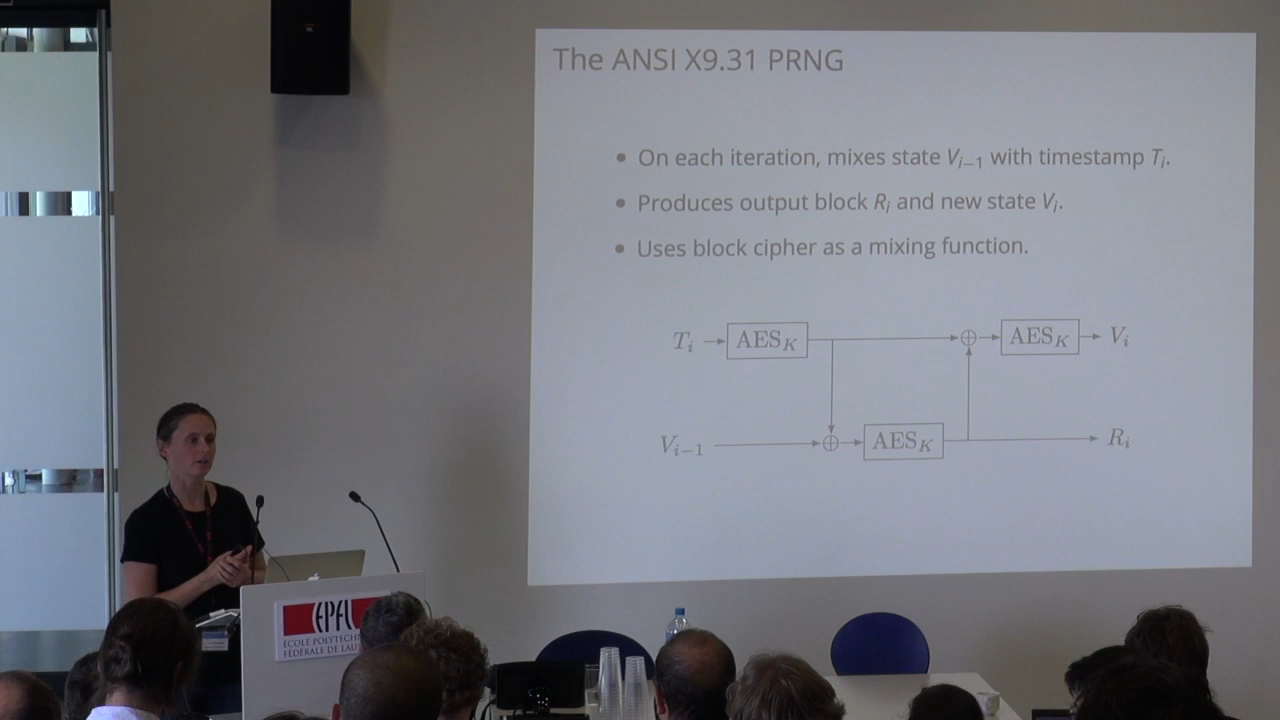 The ANSI X9.31 PRNG
• On each iteration, mixes state V_{i−1} with timestamp T_i.
• Produces output block R_i and new state V_i.
• Uses block cipher as a mixing function.
T_i AES_K ⊕ AES_K V_i
V_{i−1} ⊕ AES_K R_i
EPFL
ECOLE POLYTECHN
FÉDÉRALE DE LAU